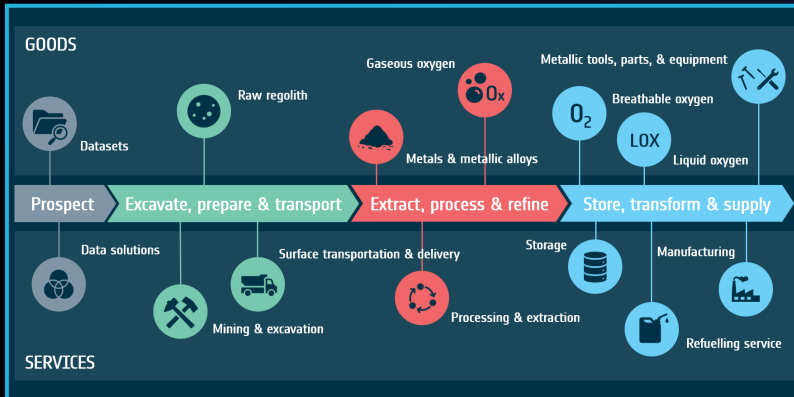 GOODS
Metallic tools, parts, & equipment
Gaseous oxygen
Raw regolith
Ox
Breathable oxygen
O2
Datasets
LOX
Metals & metallic alloys
Liquid oxygen
Prospect
Excavate, prepare & transport
Extract, process & refine
Store, transform & supply
Data solutions
Surface transportation & delivery
Storage
Manufacturing
Mining & excavation
Processing & extraction
Refuelling service
SERVICES